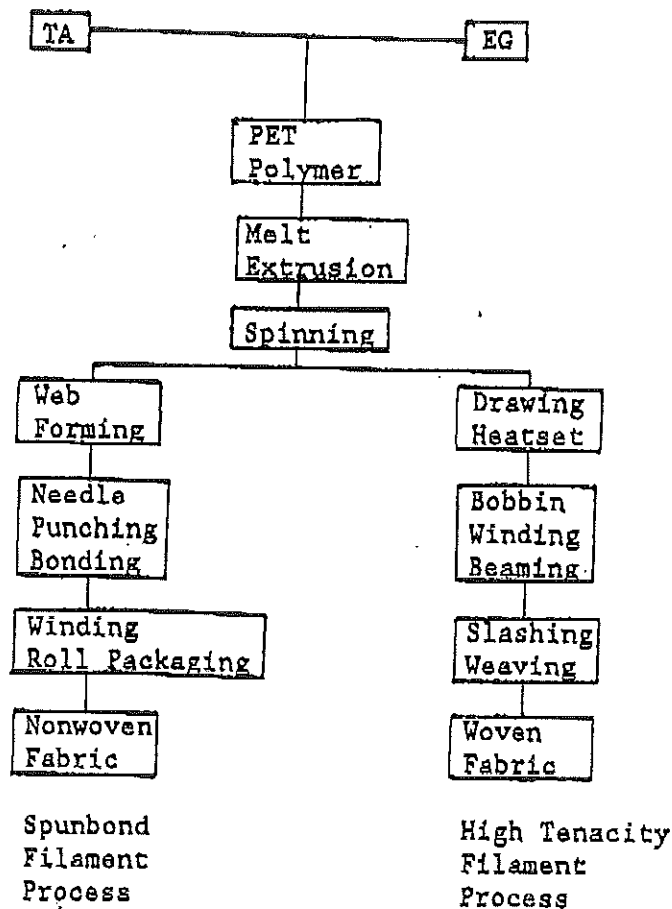 TA
EG
PET
Polymer
Melt
Extrusion
Spinning
Web
Forming
Drawing
Heatset
Needle
Punching
Bonding
Bobbin
Winding
Beaming
Winding
Roll Packaging
Slashing
Weaving
Nonwoven
Fabric
Woven
Fabric
Spunbond
Filament
Process
High Tenacity
Filament
Process